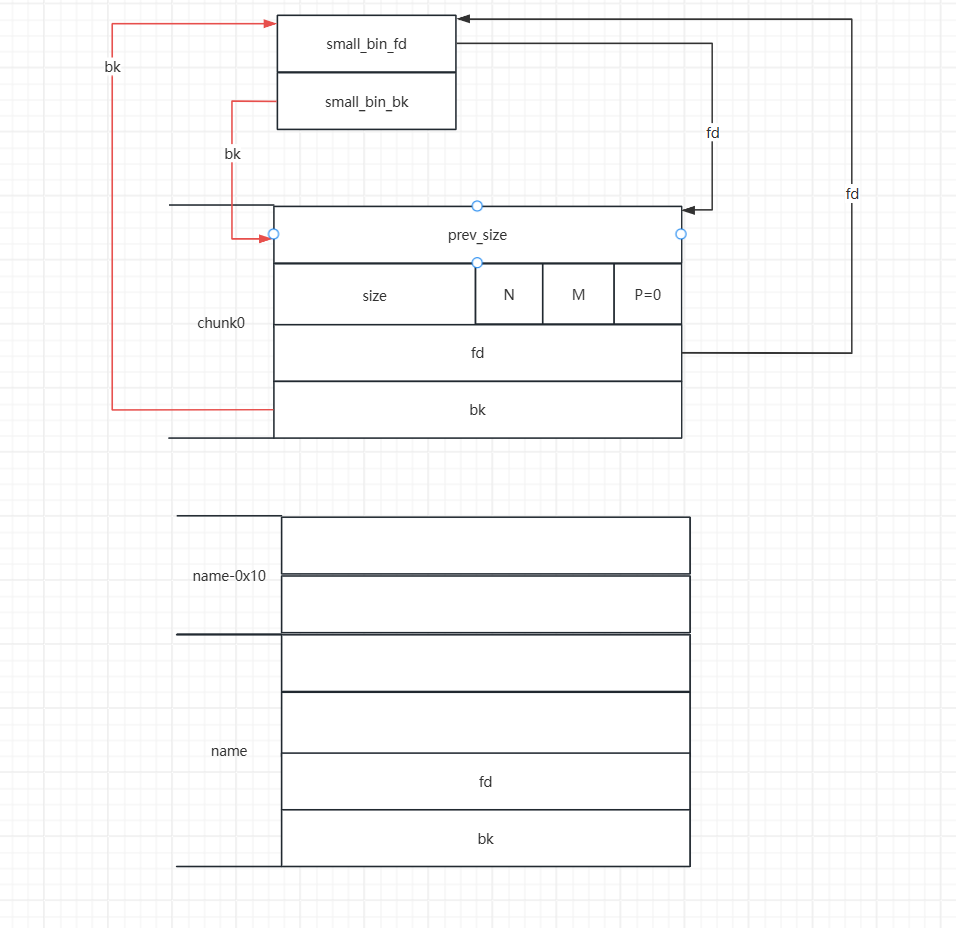 small_bin_fd
bk
small_bin_bk
fd
bk
fd
prev_size
size N M P=0
chunk0
fd
bk
name-0x10
name
fd
bk